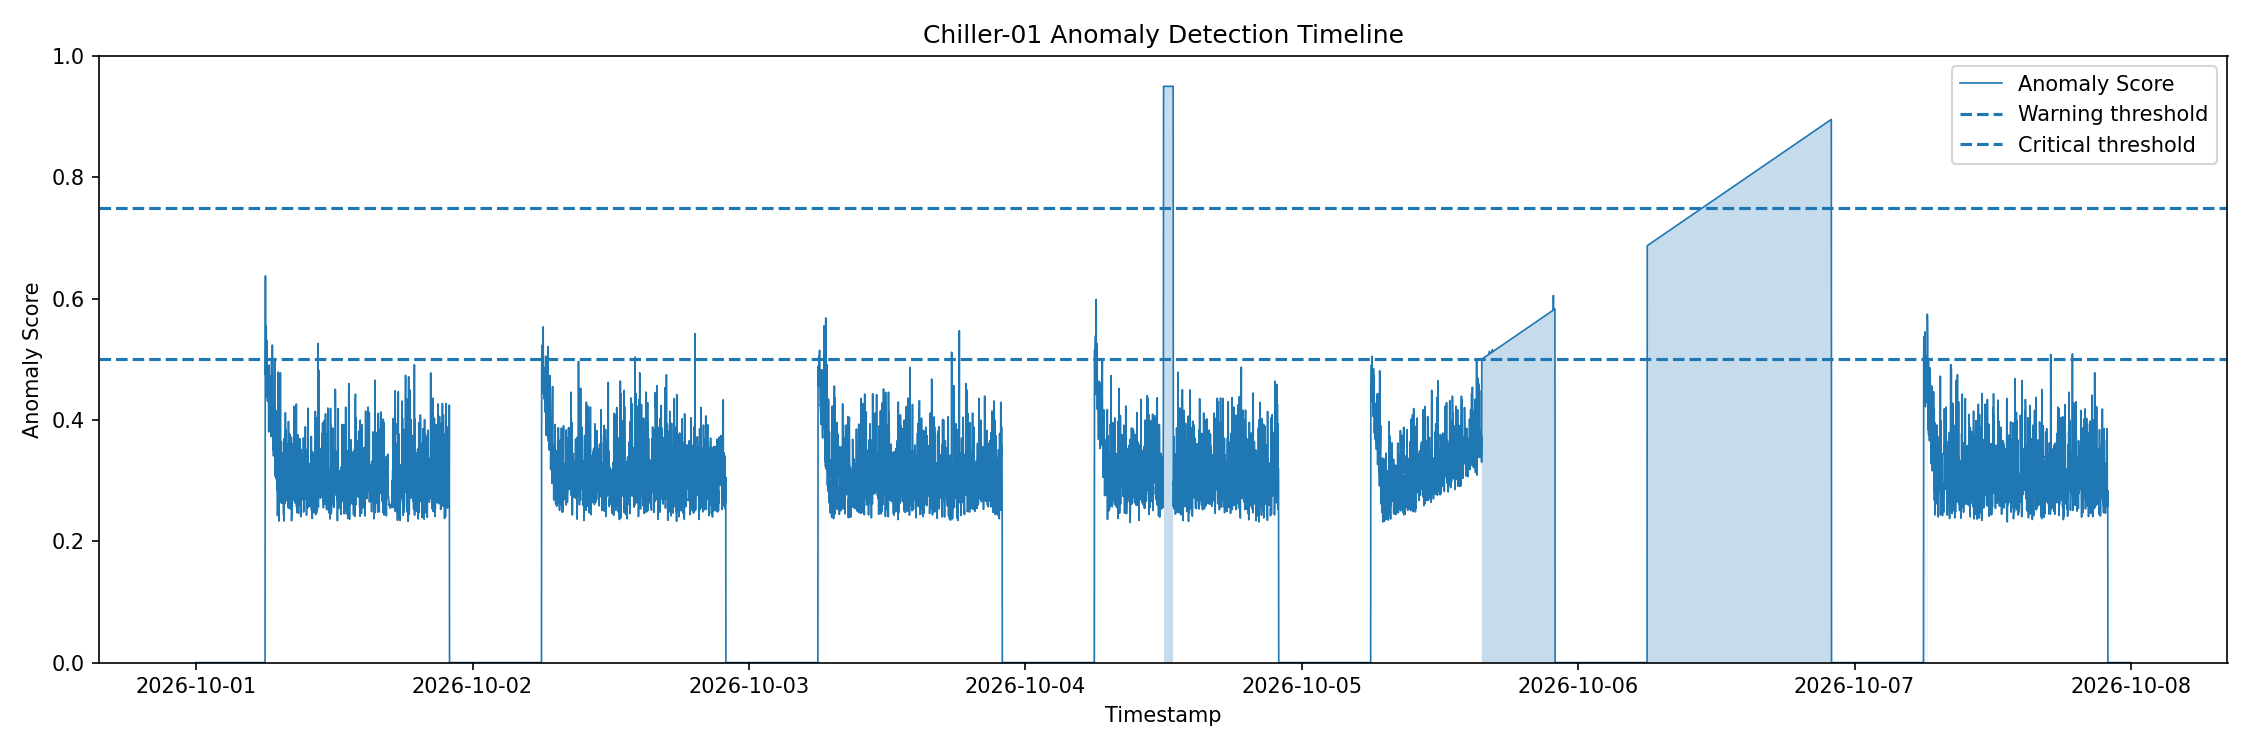 Chiller-01 Anomaly Detection Timeline
1.0
0.8
0.6
0.4
0.2
0.0
Anomaly Score
Anomaly Score
Warning threshold
Critical threshold
2026-10-01
2026-10-02
2026-10-03
2026-10-04
2026-10-05
2026-10-06
2026-10-07
2026-10-08
Timestamp